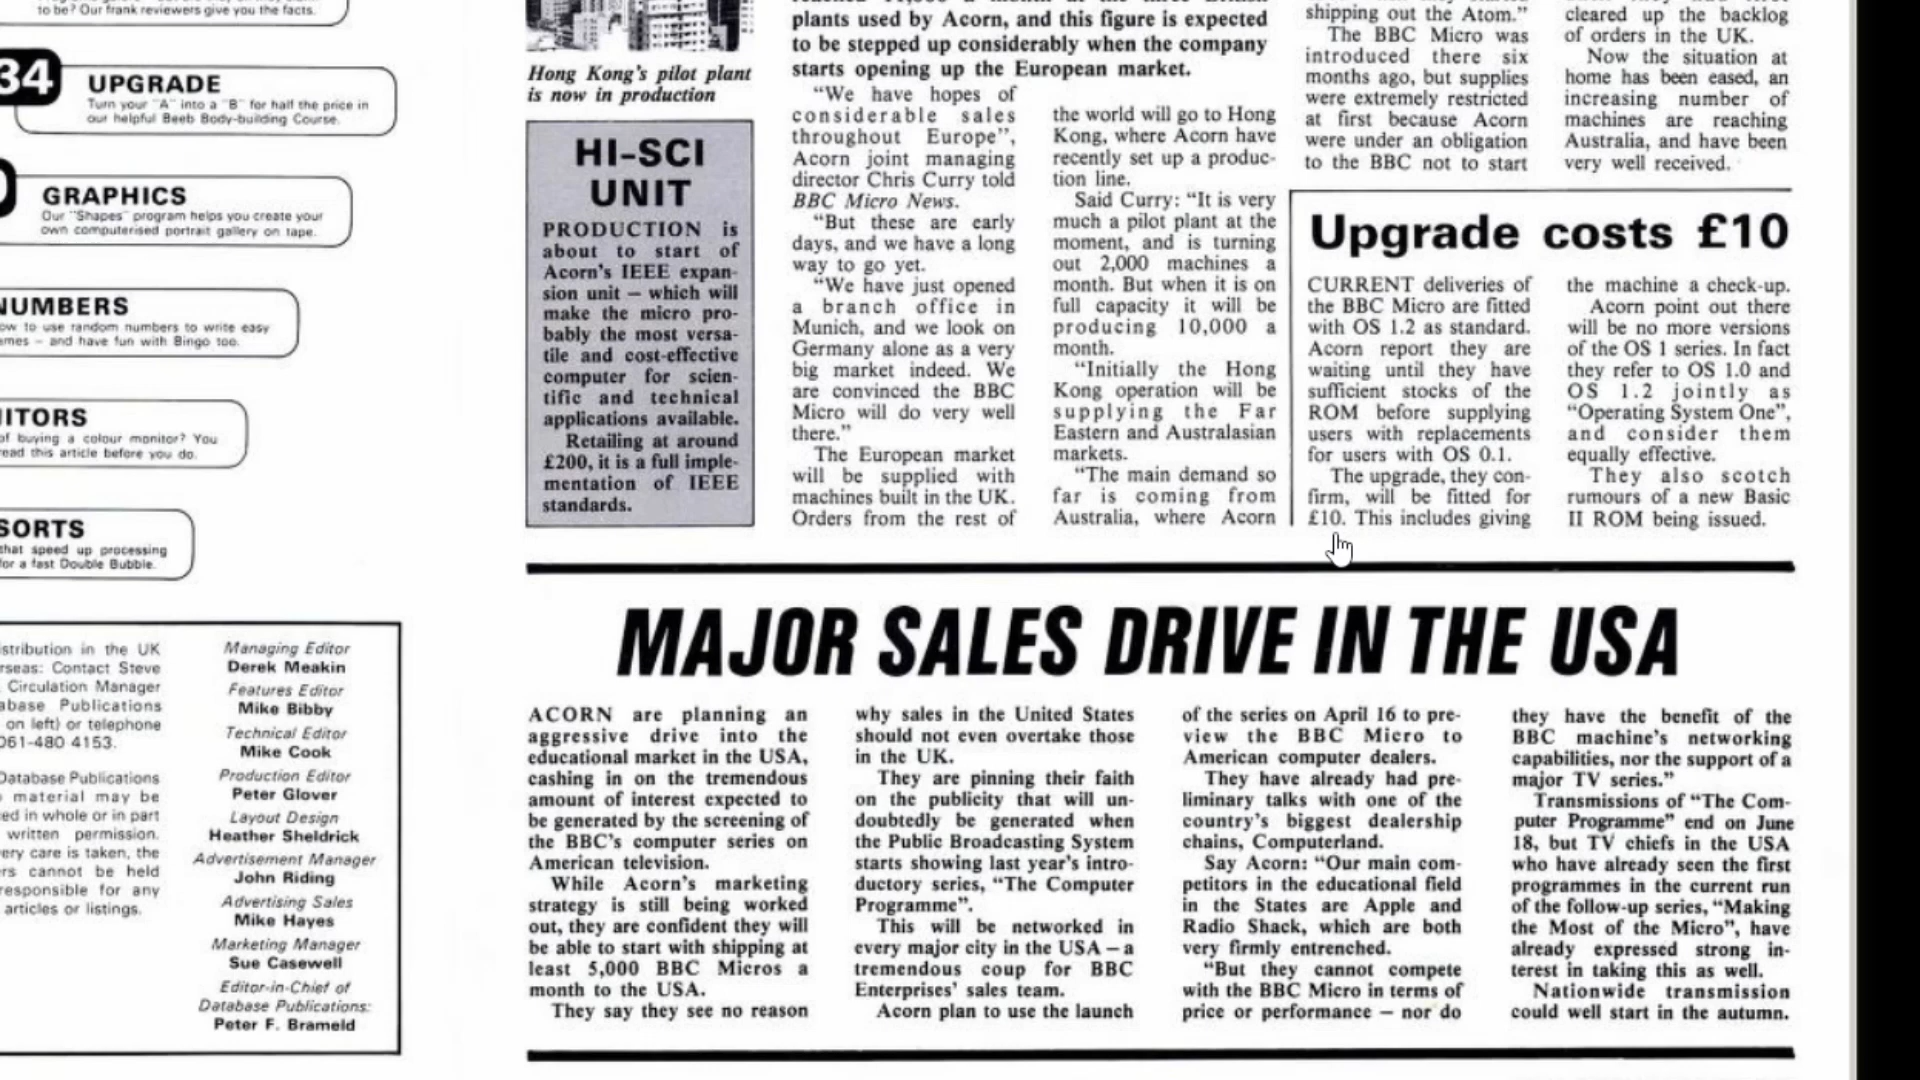 to be? Our frank reviewers give you the facts.
34
UPGRADE
Turn your "A" into a "B" for half the price in
our helpful Beeb Body-building Course.
GRAPHICS
Our "Shapes" program helps you create your
own computerised portrait gallery on tape.
NUMBERS
to use random numbers to write easy
– and have fun with Bingo too.
of buying a colour monitor? You
read this article before you do.
SORTS
that speed up processing
for a fast Double Bubble.
in the UK
Contact Steve
Circulation Manager
Publications
on left) or telephone
061-480 4153.
Database Publications
material may be
in whole or in part
written permission.
care is taken, the
cannot be held
responsible for any
articles or listings.
Managing Editor
Derek Meakin
Features Editor
Mike Bibby
Technical Editor
Mike Cook
Production Editor
Peter Glover
Layout Design
Heather Sheldrick
Advertisement Manager
John Riding
Advertising Sales
Mike Hayes
Marketing Manager
Sue Casewell
Editor-in-Chief of
Database Publications:
Peter F. Brameld
Hong Kong's pilot plant
is now in production
HI-SCI
UNIT
PRODUCTION is
about to start of
Acorn's IEEE expan-
sion unit – which will
make the micro pro-
bably the most versa-
tile and cost-effective
computer for scien-
tific and technical
applications available.
Retailing at around
£200, it is a full imple-
mentation of IEEE
standards.
plants used by Acorn, and this figure is expected
to be stepped up considerably when the company
starts opening up the European market.
"We have hopes of
considerable sales
throughout Europe",
Acorn joint managing
director Chris Curry told
BBC Micro News.
"But these are early
days, and we have a long
way to go yet.
"We have just opened
a branch office in
Munich, and we look on
Germany alone as a very
big market indeed. We
are convinced the BBC
Micro will do very well
there."
The European market
will be supplied with
machines built in the UK.
Orders from the rest of
the world will go to Hong
Kong, where Acorn have
recently set up a produc-
tion line.
Said Curry: "It is very
much a pilot plant at the
moment, and is turning
out 2,000 machines a
month. But when it is on
full capacity it will be
producing 10,000 a
month.
"Initially the Hong
Kong operation will be
supplying the Far
Eastern and Australasian
markets.
"The main demand so
far is coming from
Australia, where Acorn
shipping out the Atom."
The BBC Micro was
introduced there six
months ago, but supplies
were extremely restricted
at first because Acorn
were under an obligation
to the BBC not to start
cleared up the backlog
of orders in the UK.
Now the situation at
home has been eased, an
increasing number of
machines are reaching
Australia, and have been
very well received.
Upgrade costs £10
CURRENT deliveries of
the BBC Micro are fitted
with OS 1.2 as standard.
Acorn report they are
waiting until they have
sufficient stocks of the
ROM before supplying
users with replacements
for users with OS 0.1.
The upgrade, they con-
firm, will be fitted for
£10. This includes giving
the machine a check-up.
Acorn point out there
will be no more versions
of the OS 1 series. In fact
they refer to OS 1.0 and
OS 1.2 jointly as
"Operating System One",
and consider them
equally effective.
They also scotch
rumours of a new Basic
II ROM being issued.
MAJOR SALES DRIVE IN THE USA
ACORN are planning an
aggressive drive into the
educational market in the USA,
cashing in on the tremendous
amount of interest expected to
be generated by the screening of
the BBC's computer series on
American television.
While Acorn's marketing
strategy is still being worked
out, they are confident they will
be able to start with shipping at
least 5,000 BBC Micros a
month to the USA.
They say they see no reason
why sales in the United States
should not even overtake those
in the UK.
They are pinning their faith
on the publicity that will un-
doubtedly be generated when
the Public Broadcasting System
starts showing last year's intro-
ductory series, "The Computer
Programme".
This will be networked in
every major city in the USA – a
tremendous coup for BBC
Enterprises' sales team.
Acorn plan to use the launch
of the series on April 16 to pre-
view the BBC Micro to
American computer dealers.
They have already had pre-
liminary talks with one of the
country's biggest dealership
chains, Computerland.
Say Acorn: "Our main com-
petitors in the educational field
in the States are Apple and
Radio Shack, which are both
very firmly entrenched.
"But they cannot compete
with the BBC Micro in terms of
price or performance – nor do
they have the benefit of the
BBC machine's networking
capabilities, nor the support of a
major TV series."
Transmissions of "The Com-
puter Programme" end on June
18, but TV chiefs in the USA
who have already seen the first
programmes in the current run
of the follow-up series, "Making
the Most of the Micro", have
already expressed strong in-
terest in taking this as well.
Nationwide transmission
could well start in the autumn.